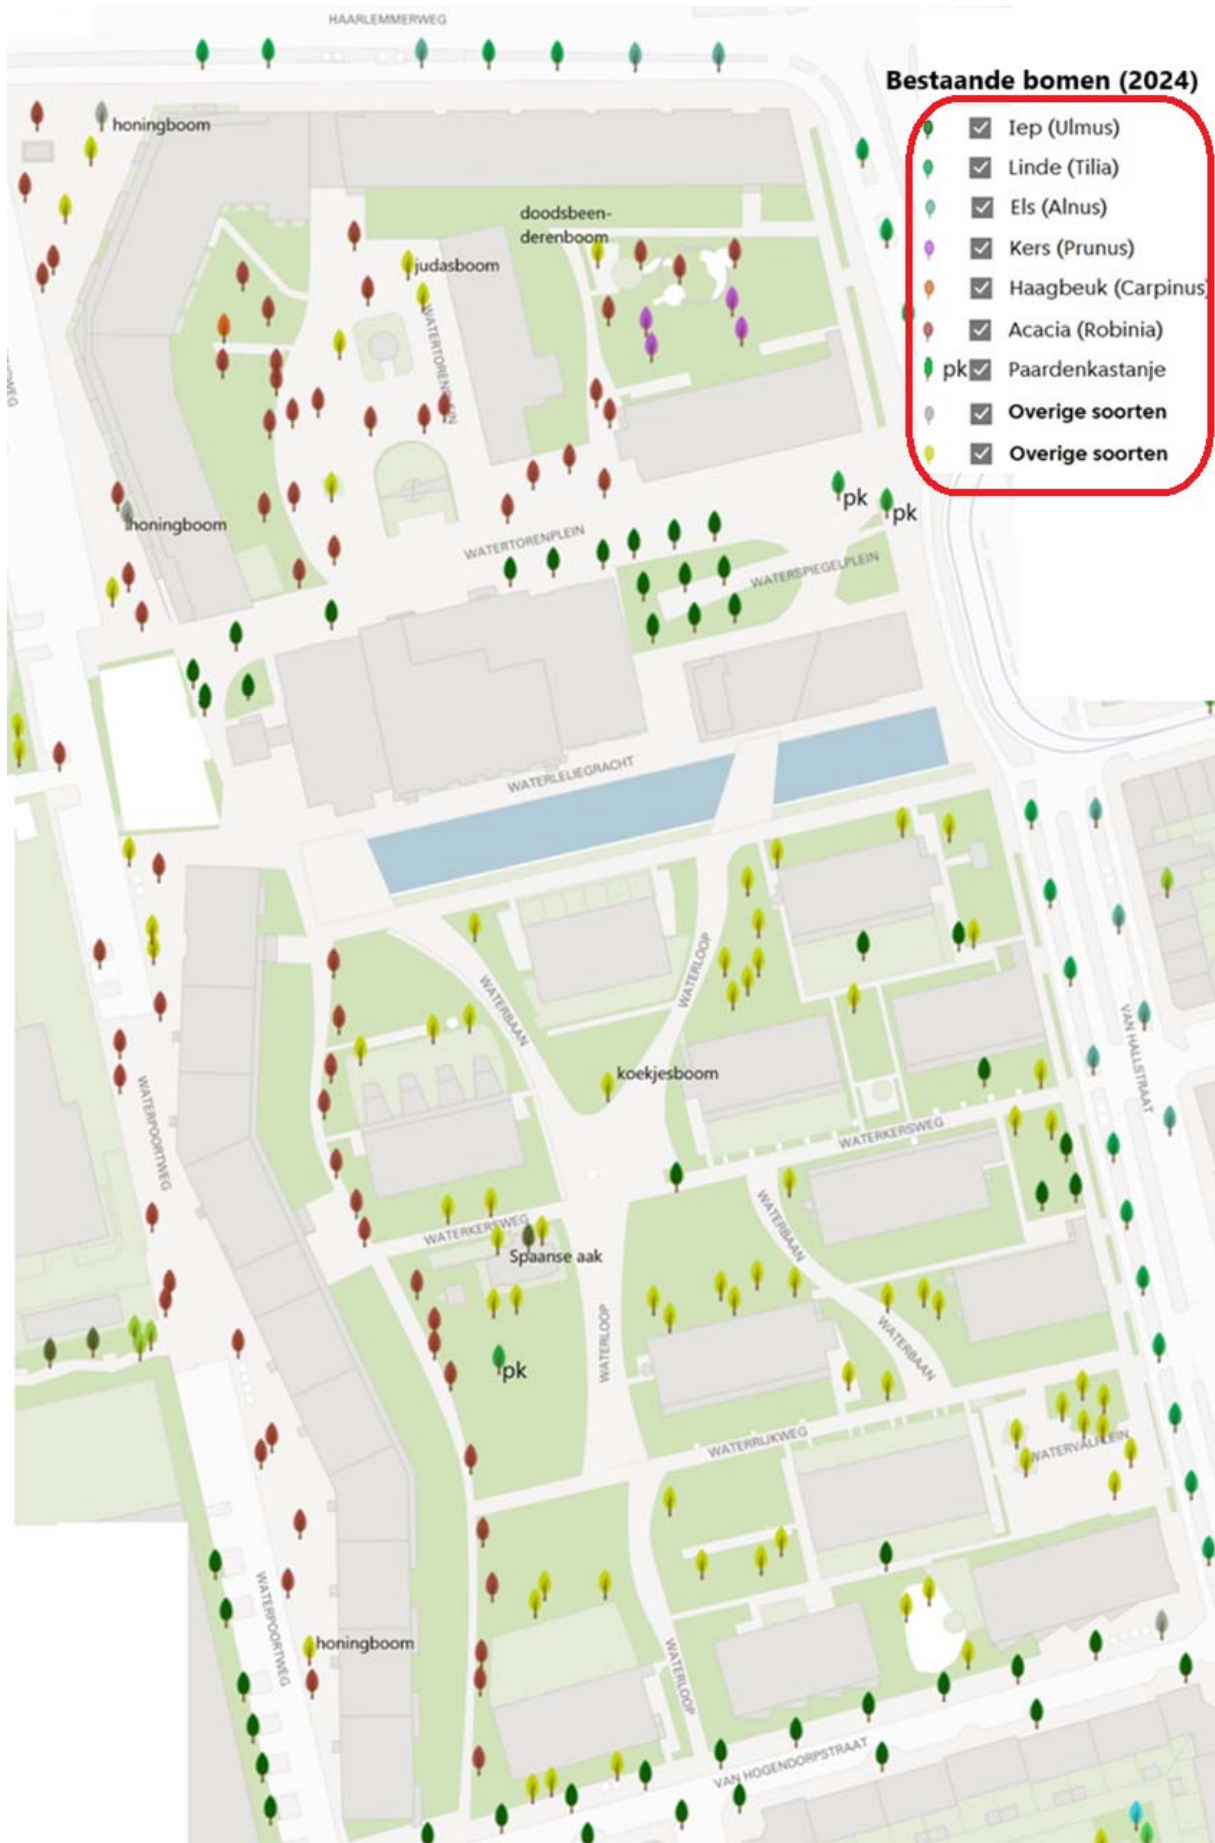 HAARLEMMERWEG
Bestaande bomen (2024)
Iep (Ulmus)
Linde (Tilia)
Els (Alnus)
Kers (Prunus)
Haagbeuk (Carpinus)
Acacia (Robinia)
pk Paardenkastanje
Overige soorten
Overige soorten
honingboom
doodsbeen-
derenboom
judasboom
WATERTORENPLEIN
honingboom
pk
pk
WATERTORENPLEIN
WATERSPIEGELPLEIN
WATERLELIEGRACHT
WATERLOOP
WATERBAAN
VAN HALLSTRAAT
koekjesboom
WATERPOORTWEG
WATERKERSWEG
WATERBAAN
WATERKERSWEG
Spaanse aak
WATERLOOP
WATERBAAN
pk
WATERRIJKWEG
WATERVALPLEIN
WATERPOORTWEG
honingboom
WATERLOOP
VAN HOGENDORPSTRAAT